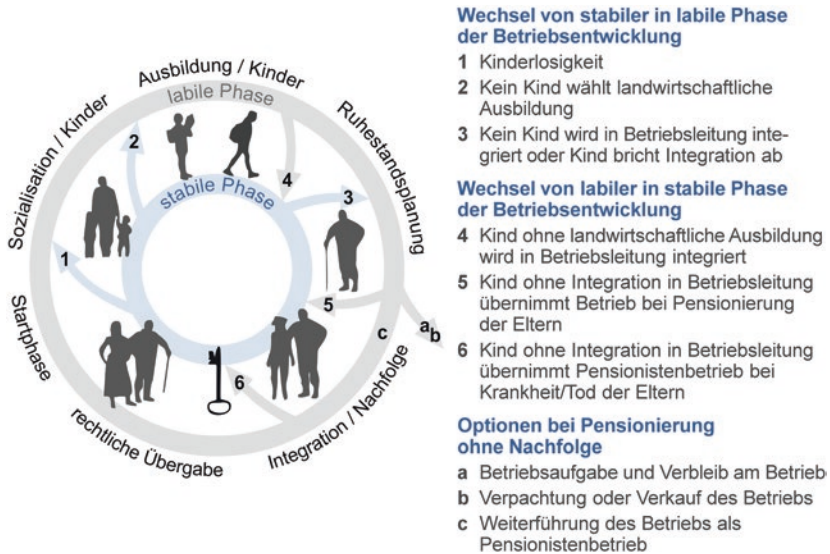 Ausbildung / Kinder
labile Phase
Sozialisation / Kinder
Ruhestandsplanung
stabile Phase
Startphase
rechtliche Übergabe
Integration / Nachfolge
1
2
3
4
5
6
a
b
c
Wechsel von stabiler in labile Phase
der Betriebsentwicklung
1 Kinderlosigkeit
2 Kein Kind wählt landwirtschaftliche
Ausbildung
3 Kein Kind wird in Betriebsleitung inte-
griert oder Kind bricht Integration ab
Wechsel von labiler in stabile Phase
der Betriebsentwicklung
4 Kind ohne landwirtschaftliche Ausbildung
wird in Betriebsleitung integriert
5 Kind ohne Integration in Betriebsleitung
übernimmt Betrieb bei Pensionierung
der Eltern
6 Kind ohne Integration in Betriebsleitung
übernimmt Pensionistenbetrieb bei
Krankheit/Tod der Eltern
Optionen bei Pensionierung
ohne Nachfolge
a Betriebsaufgabe und Verbleib am Betrieb
b Verpachtung oder Verkauf des Betriebs
c Weiterführung des Betriebs als
Pensionistenbetrieb